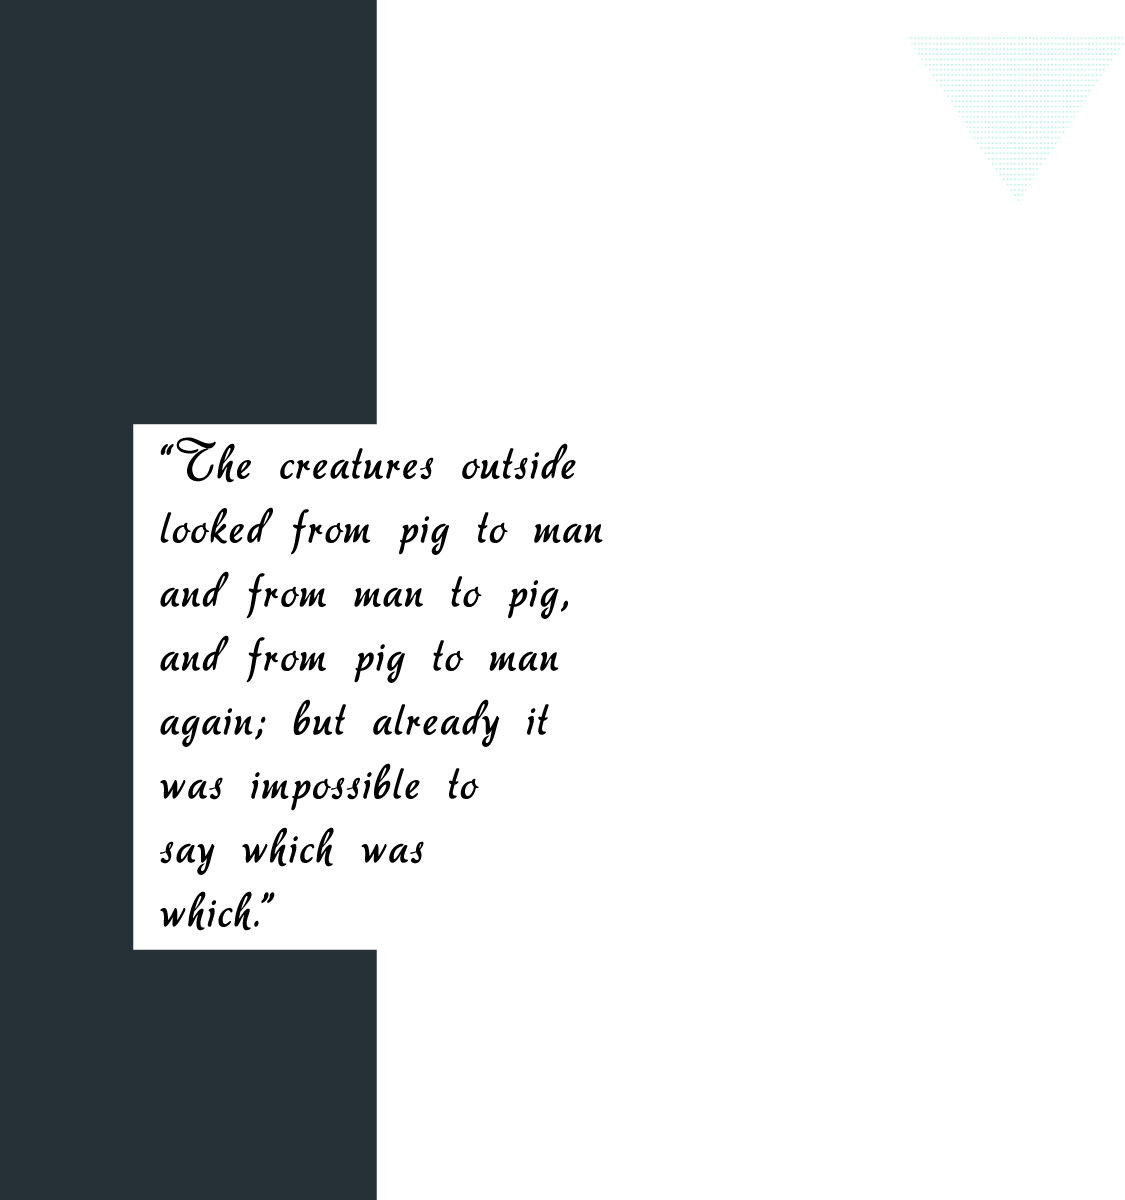 “The creatures outside
looked from pig to man
and from man to pig,
and from pig to man
again; but already it
was impossible to
say which was
which.”